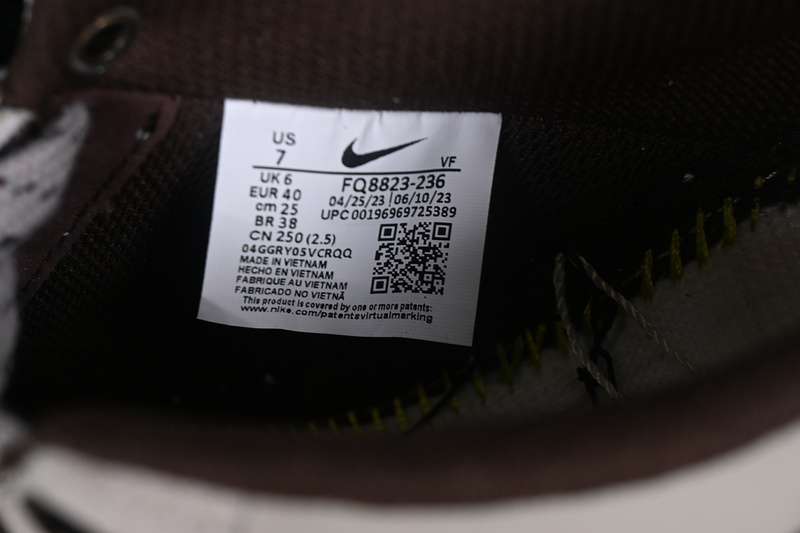 US
7
VF
UK 6
EUR 40
cm 25
BR 38
CN 250 (2.5)
04GGRY05VCRQQ
MADE IN VIETNAM
HECHO EN VIETNAM
FABRIQUE AU VIETNAM
FABRICADO NO VIETNÃ
FQ8823-236
04/25/23 | 06/10/23
UPC 00196969725389
This product is covered by one or more patents:
www.nike.com/patentsvirtualmarking